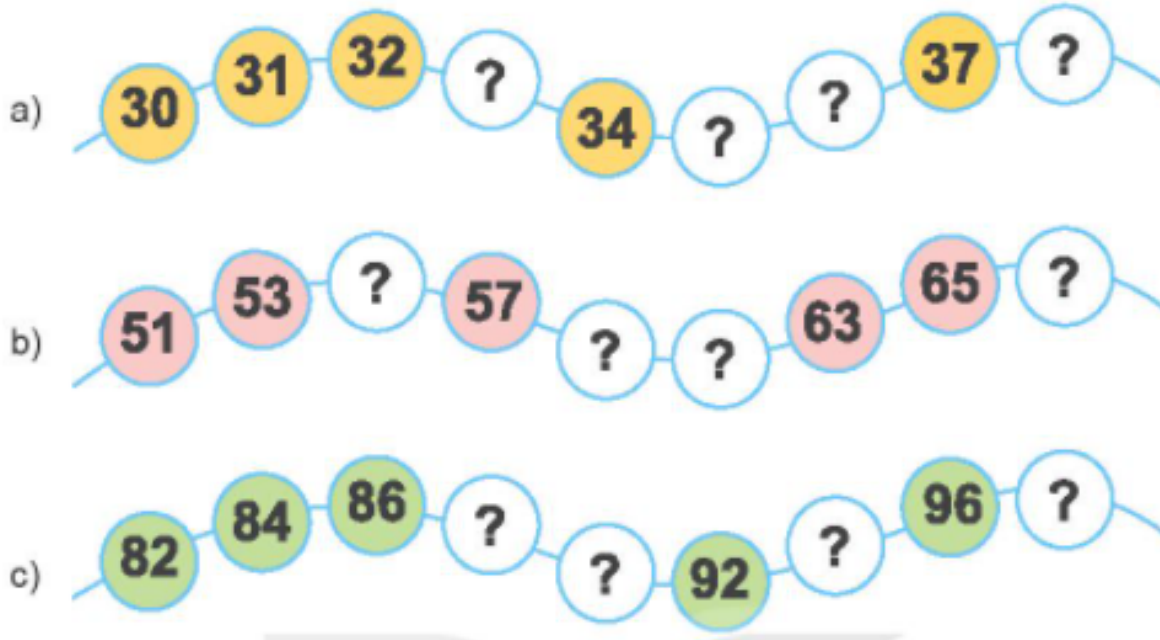 a) 30 31 32 ? 34 ? ? 37 ?
b) 51 53 ? 57 ? ? 63 65 ?
c) 82 84 86 ? ? 92 ? 96 ?